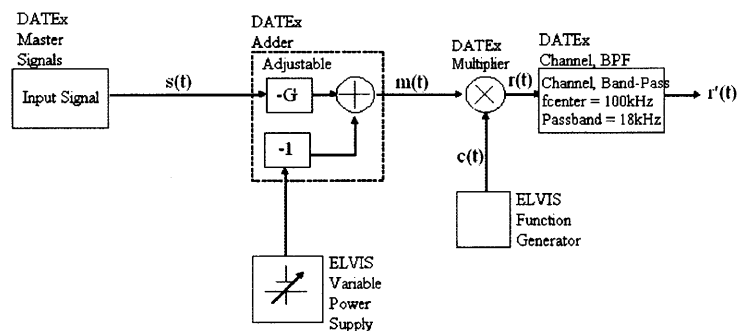 DATEx
Master
Signals
Input Signal
s(t)
DATEx
Adder
Adjustable
-G
-1
m(t)
ELVIS
Variable
Power
Supply
DATEx
Multiplier
r(t)
c(t)
ELVIS
Function
Generator
DATEx
Channel, BPF
Channel, Band-Pass
fcenter = 100kHz
Passband = 18kHz
r'(t)